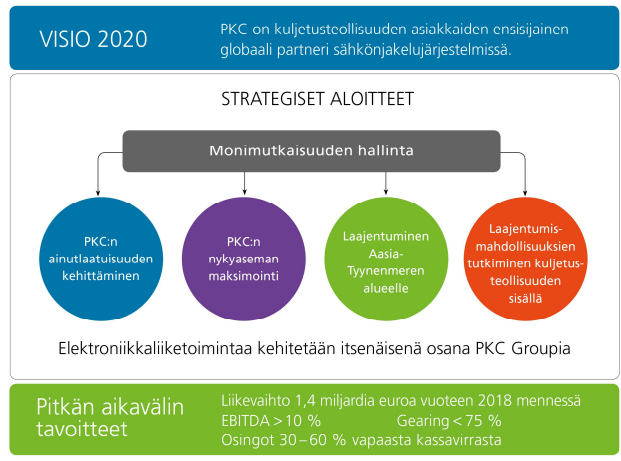 VISIO 2020
PKC on kuljetusteollisuuden asiakkaiden ensisijainen
globaali partneri sähkönjakelujärjestelmissä.
STRATEGISET ALOITTEET
Monimutkaisuuden hallinta
PKC:n
ainutlaatuisuuden
kehittäminen
PKC:n
nykyaseman
maksimointi
Laajentuminen
Aasia-
Tyynenmeren
alueelle
Laajentumis-
mahdollisuuksien
tutkiminen kuljetus-
teollisuuden
sisällä
Elektroniikkaliiketoimintaa kehitetään itsenäisenä osana PKC Groupia
Pitkän aikavälin
tavoitteet
Liikevaihto 1,4 miljardia euroa vuoteen 2018 mennessä
EBITDA > 10 % Gearing < 75 %
Osingot 30–60 % vapaasta kassavirrasta